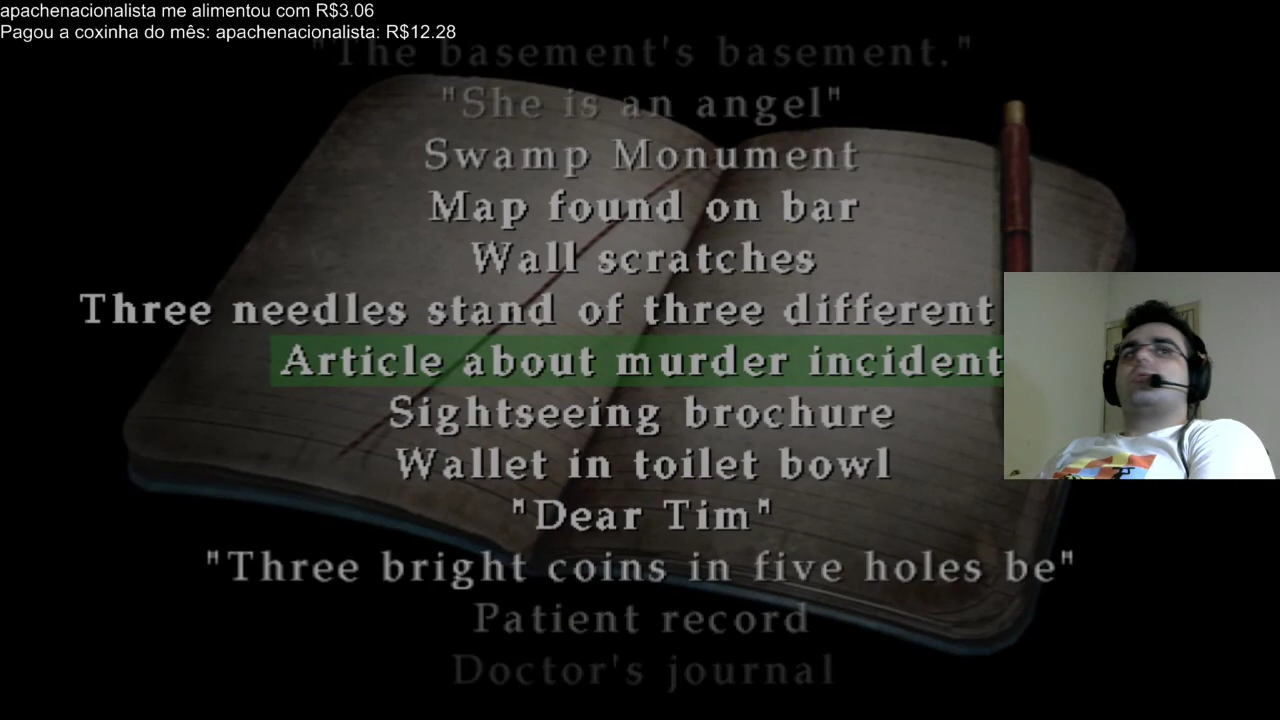 apachenacionalista me alimentou com R$3.06
Pagou a coxinha do mês: apachenacionalista: R$12.28
"The basement's basement."
"She is an angel"
Swamp Monument
Map found on bar
Wall scratches
Three needles stand of three different
Article about murder incident
Sightseeing brochure
Wallet in toilet bowl
"Dear Tim"
"Three bright coins in five holes be"
Patient record
Doctor's journal